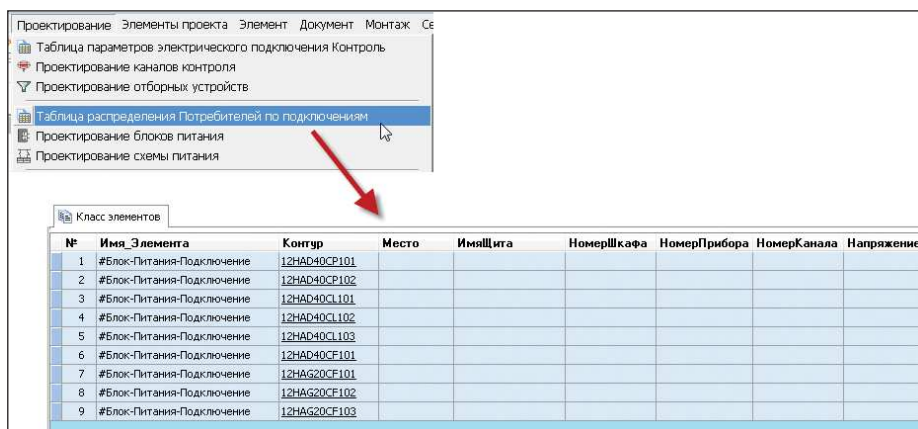 Проектирование Элементы проекта Элемент Документ Монтаж Се
Таблица параметров электрического подключения Контроль
Проектирование каналов контроля
Проектирование отборных устройств
Таблица распределения Потребителей по подключениям
Проектирование блоков питания
Проектирование схемы питания
Класс элементов
№ Имя_Элемента Контур Место ИмяЩита НомерШкафа НомерПрибора НомерКанала Напряжение
1 #Блок-Питания-Подключение 12HAD40CP101
2 #Блок-Питания-Подключение 12HAD40CP102
3 #Блок-Питания-Подключение 12HAD40CL101
4 #Блок-Питания-Подключение 12HAD40CL102
5 #Блок-Питания-Подключение 12HAD40CL103
6 #Блок-Питания-Подключение 12HAD40CF101
7 #Блок-Питания-Подключение 12HAG20CF101
8 #Блок-Питания-Подключение 12HAG20CF102
9 #Блок-Питания-Подключение 12HAG20CF103